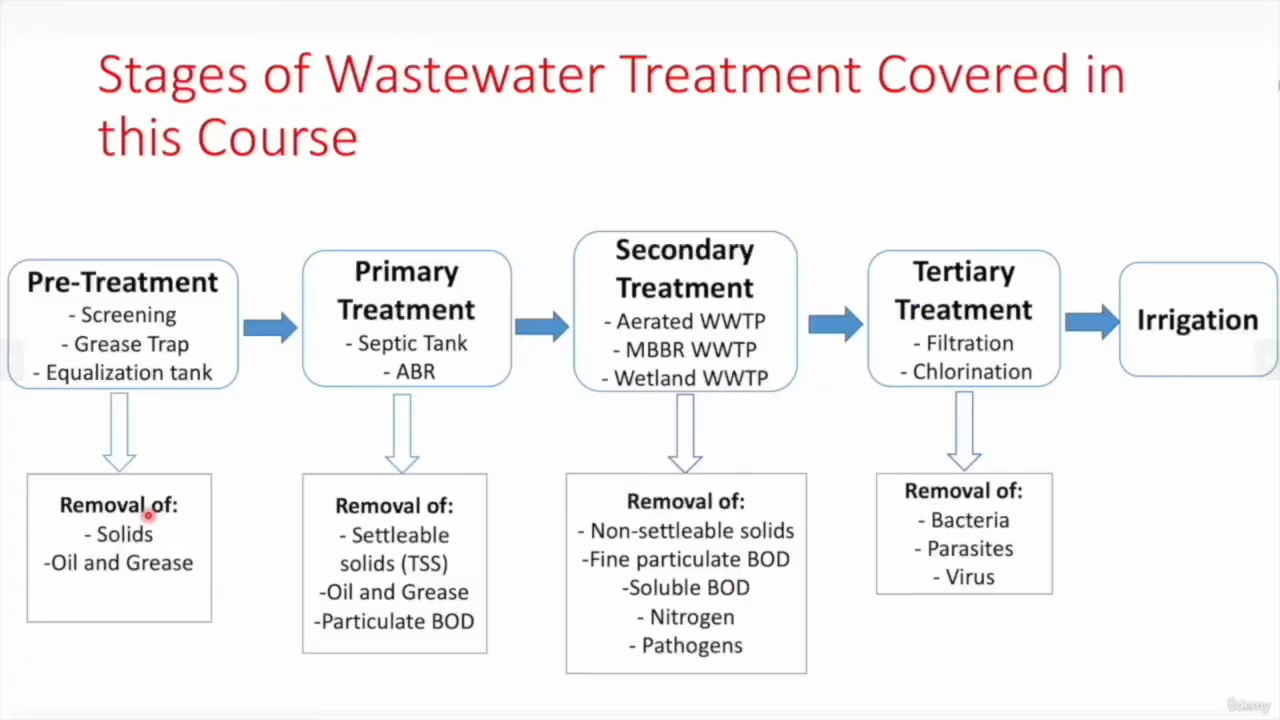 Stages of Wastewater Treatment Covered in
this Course
Pre-Treatment
- Screening
- Grease Trap
- Equalization tank
Primary
Treatment
- Septic Tank
- ABR
Secondary
Treatment
- Aerated WWTP
- MBBR WWTP
- Wetland WWTP
Tertiary
Treatment
- Filtration
- Chlorination
Irrigation
Removal of:
- Solids
-Oil and Grease
Removal of:
- Settleable
solids (TSS)
-Oil and Grease
-Particulate BOD
Removal of:
- Non-settleable solids
-Fine particulate BOD
-Soluble BOD
- Nitrogen
- Pathogens
Removal of:
- Bacteria
- Parasites
- Virus
ûdemy